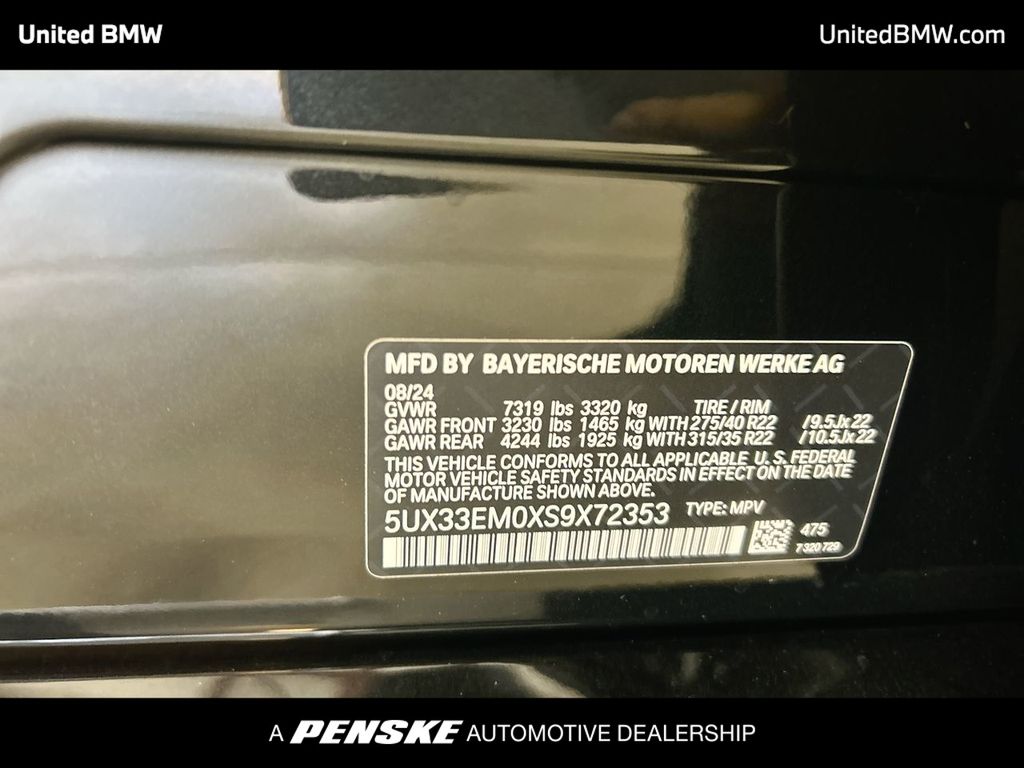 United BMW
UnitedBMW.com
MFD BY BAYERISCHE MOTOREN WERKE AG
08/24
GVWR 7319 lbs 3320 kg TIRE / RIM
GAWR FRONT 3230 lbs 1465 kg WITH 275/40 R22 /9.5Jx22
GAWR REAR 4244 lbs 1925 kg WITH 315/35 R22 /10.5Jx22
THIS VEHICLE CONFORMS TO ALL APPLICABLE U.S. FEDERAL
MOTOR VEHICLE SAFETY STANDARDS IN EFFECT ON THE DATE
OF MANUFACTURE SHOWN ABOVE.
5UX33EM0XS9X72353 TYPE: MPV
475
7320729
A PENSKE AUTOMOTIVE DEALERSHIP